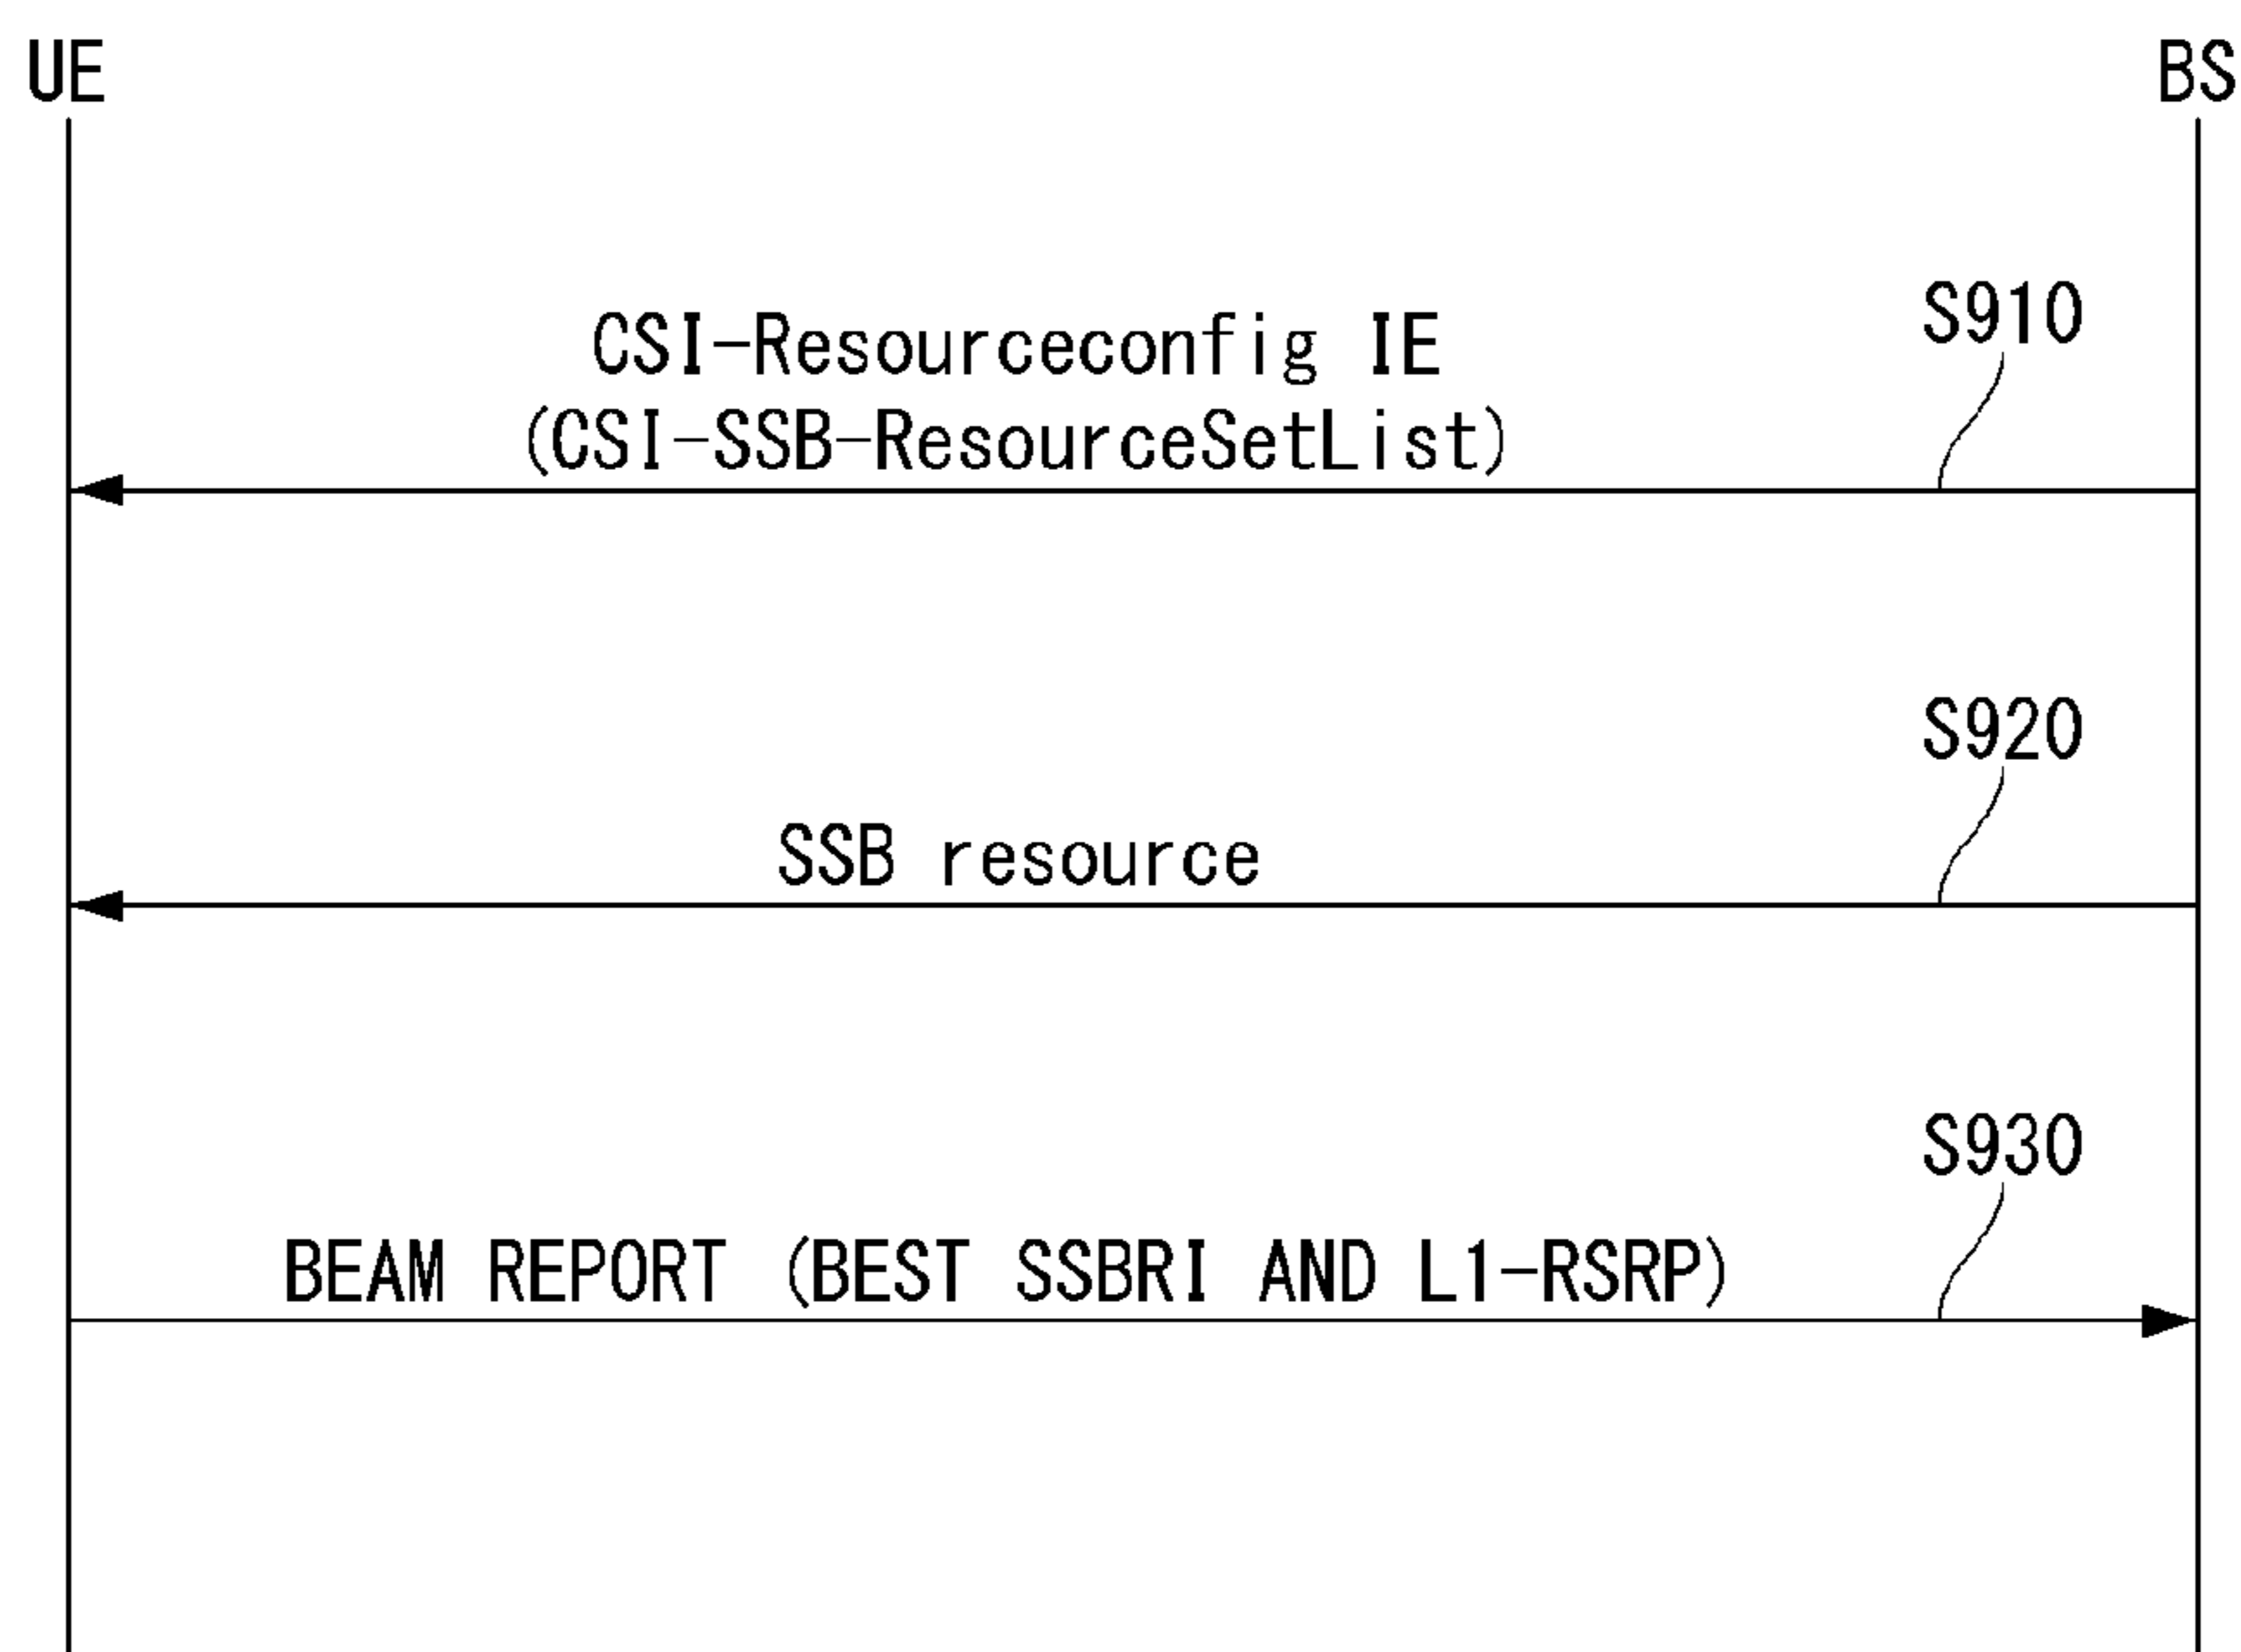 UE
BS
S910
CSI-Resourceconfig IE
(CSI-SSB-ResourceSetList)
S920
SSB resource
S930
BEAM REPORT (BEST SSBRI AND L1-RSRP)